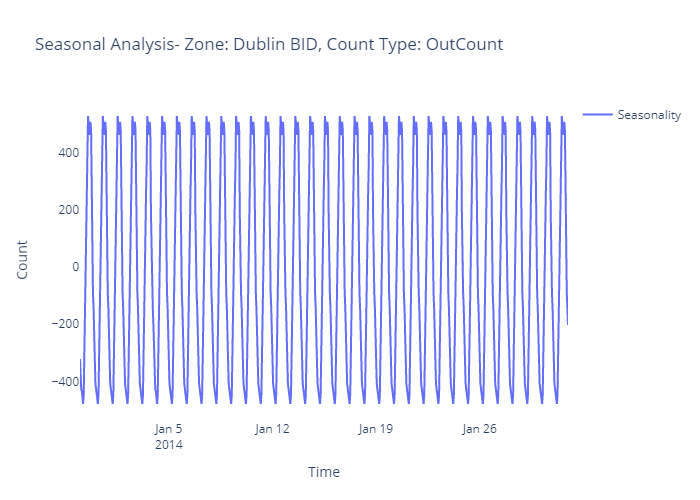 Seasonal Analysis- Zone: Dublin BID, Count Type: OutCount
Seasonality
400
200
0
−200
−400
Count
Jan 5
2014
Jan 12
Jan 19
Jan 26
Time